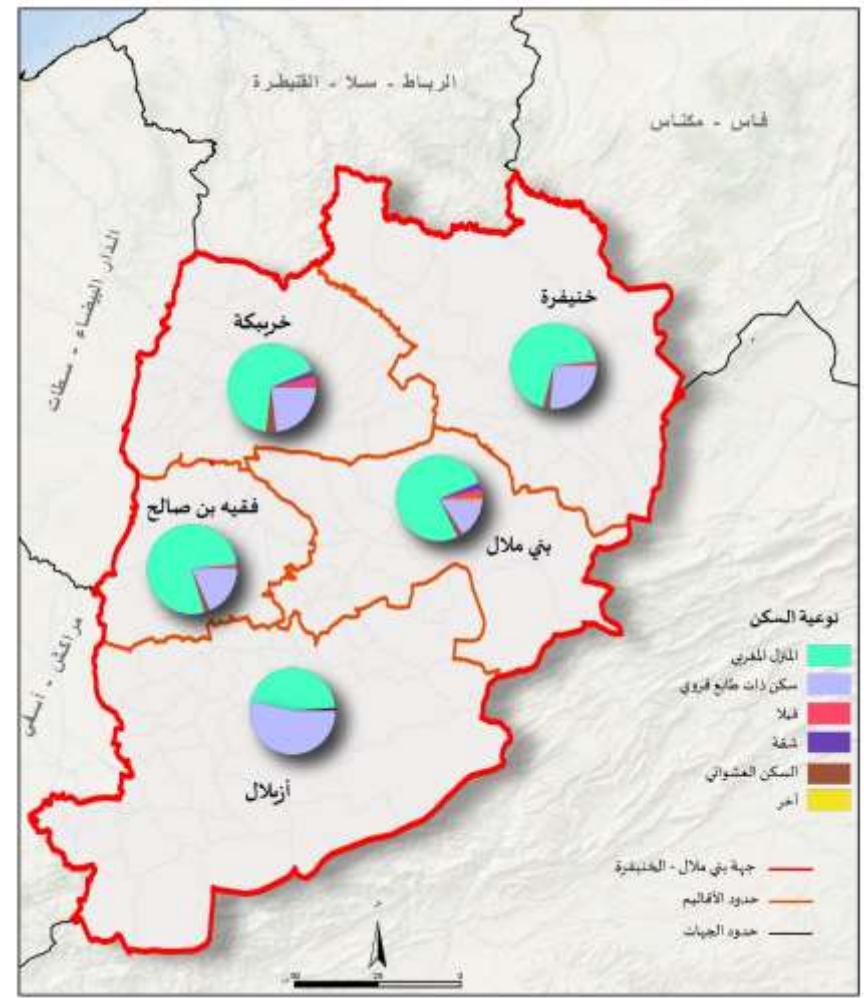 الرباط - سلا - القنيطرة
فاس - مكناس
الدار البيضاء - سطات
خنيفرة
خريبكة
فقيه بن صالح
بني ملال
مراكش - آسفي
أزيلال
نوعية السكن
المنازل المغربي
سكن ذات طابع قروي
فيلا
شقة
السكن العشوائي
آخر
جهة بني ملال - الخنيفرة
حدود الأقاليم
حدود الجهات
0